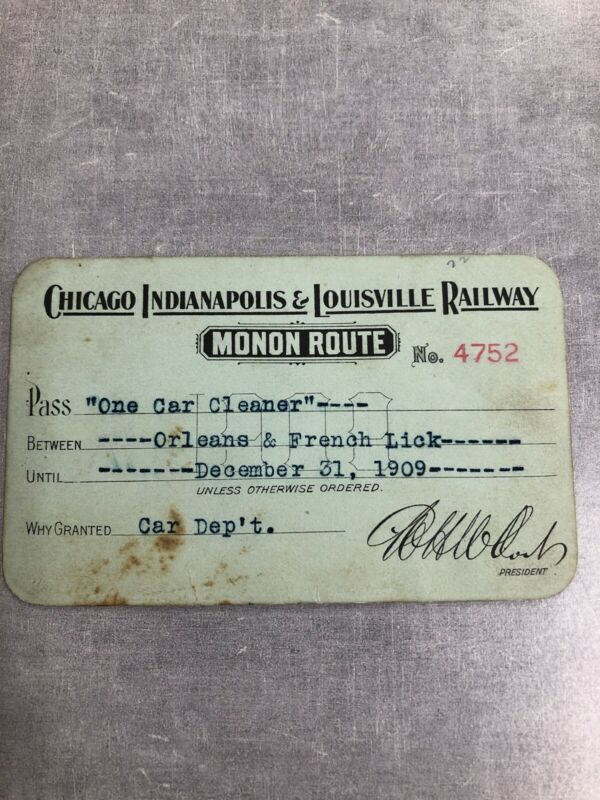 CHICAGO INDIANAPOLIS & LOUISVILLE RAILWAY
MONON ROUTE
No. 4752
Pass "One Car Cleaner"----
BETWEEN ----Orleans & French Lick------
UNTIL -------December 31, 1909-------
UNLESS OTHERWISE ORDERED.
WHY GRANTED Car Dep't.
PRESIDENT